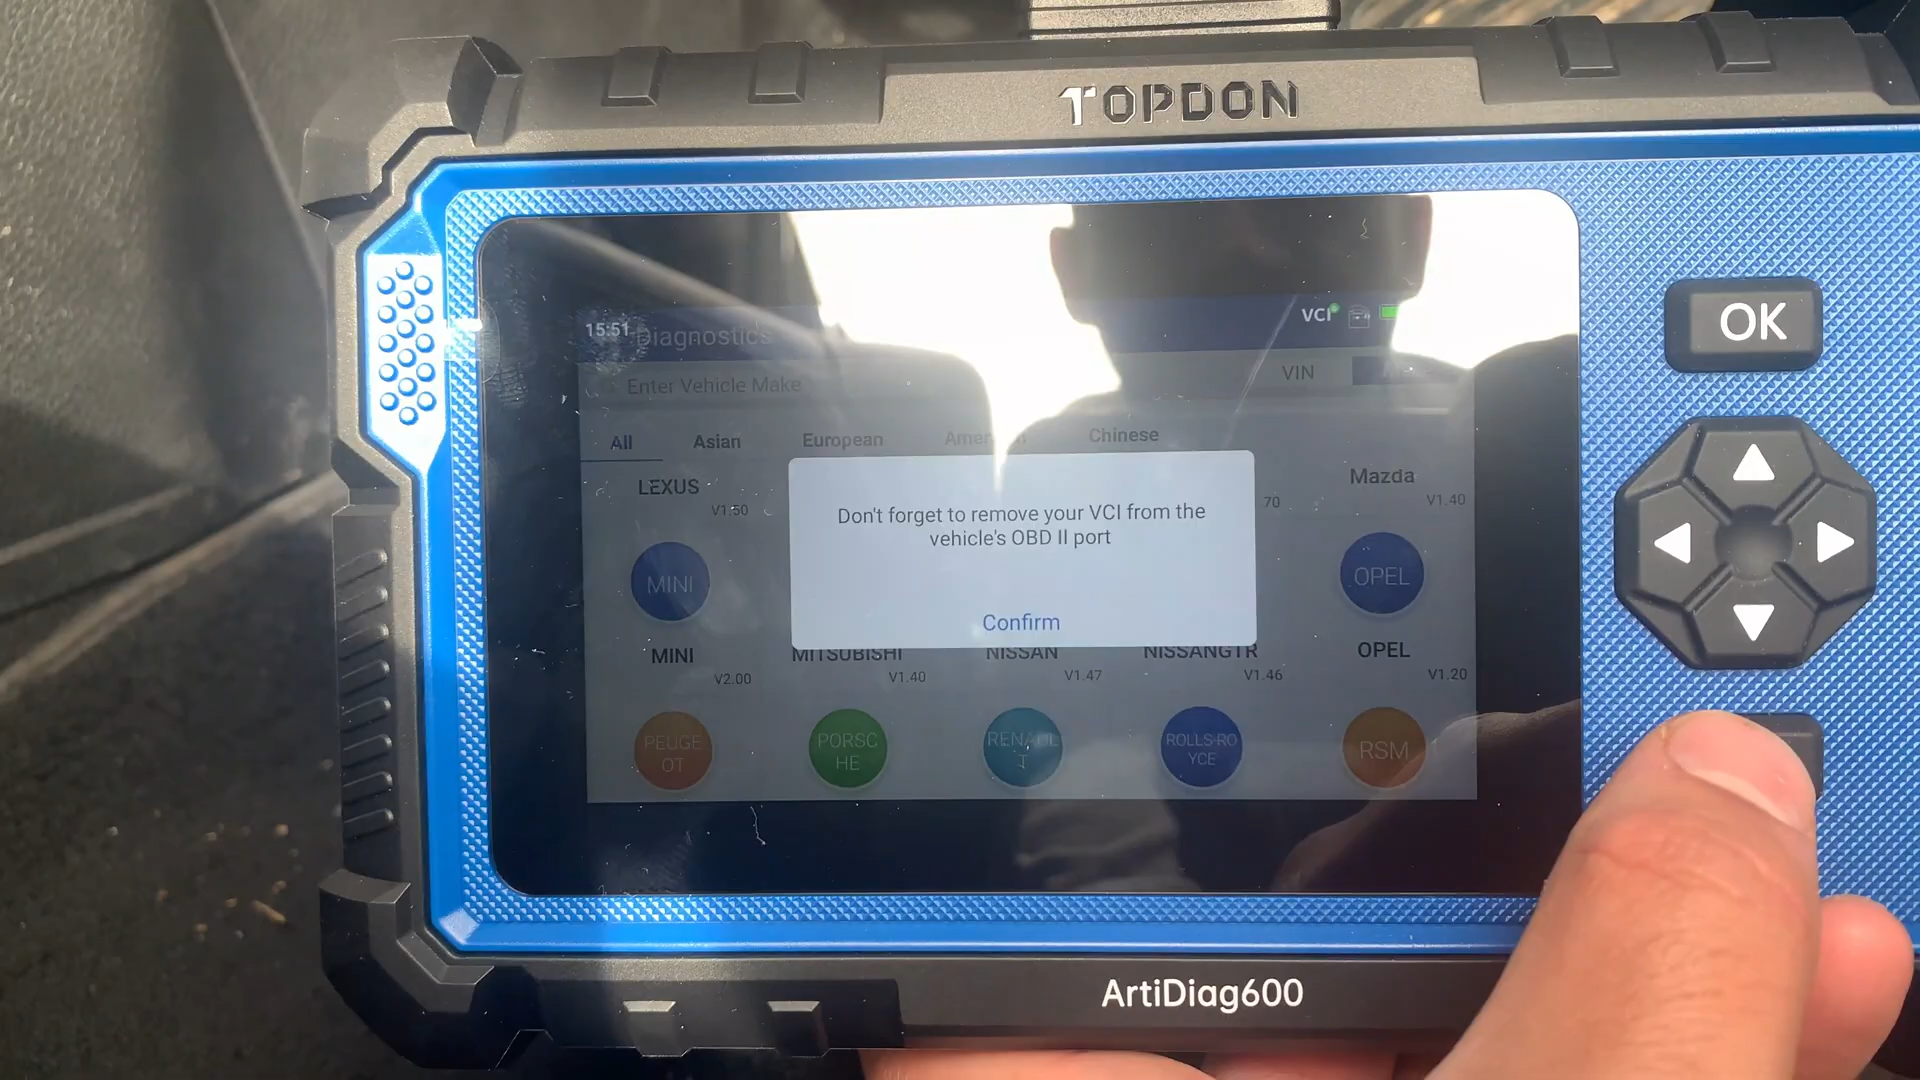 TOPDON
15:51
VCI
Diagnostics
Enter Vehicle Make
VIN
All
Asian
European
Chinese
LEXUS
V1.50
70
Mazda
V1.40
Don't forget to remove your VCI from the
vehicle's OBD II port
Confirm
MINI
OPEL
MINI
MITSUBISHI
NISSAN
NISSANGTR
OPEL
V2.00
V1.40
V1.47
V1.46
V1.20
PEUGE
OT
PORSC
HE
RENAUL
T
ROLLS-RO
YCE
RSM
OK
ArtiDiag600